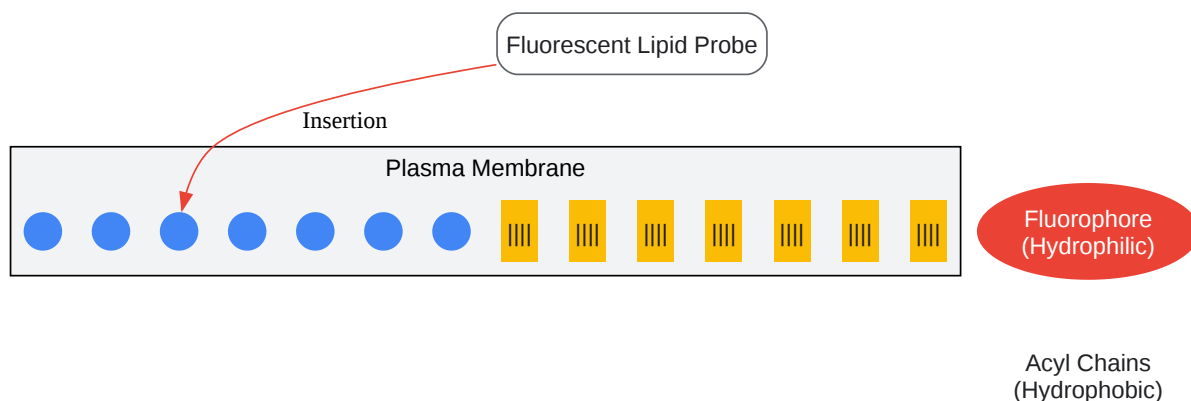 Fluorescent Lipid Probe
Insertion
Plasma Membrane
||||
||||
||||
||||
||||
||||
||||
Fluorophore
(Hydrophilic)
Acyl Chains
(Hydrophobic)